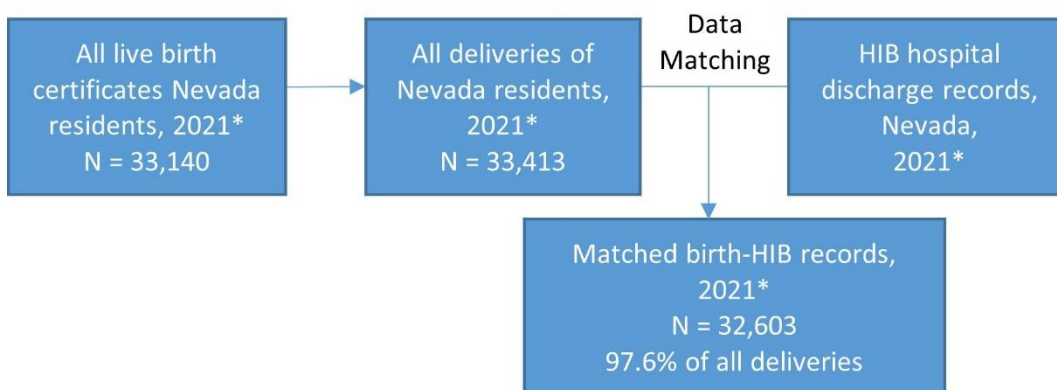 All live birth
certificates Nevada
residents, 2021*
N = 33,140
All deliveries of
Nevada residents,
2021*
N = 33,413
Data
Matching
HIB hospital
discharge records,
Nevada,
2021*
Matched birth-HIB records,
2021*
N = 32,603
97.6% of all deliveries